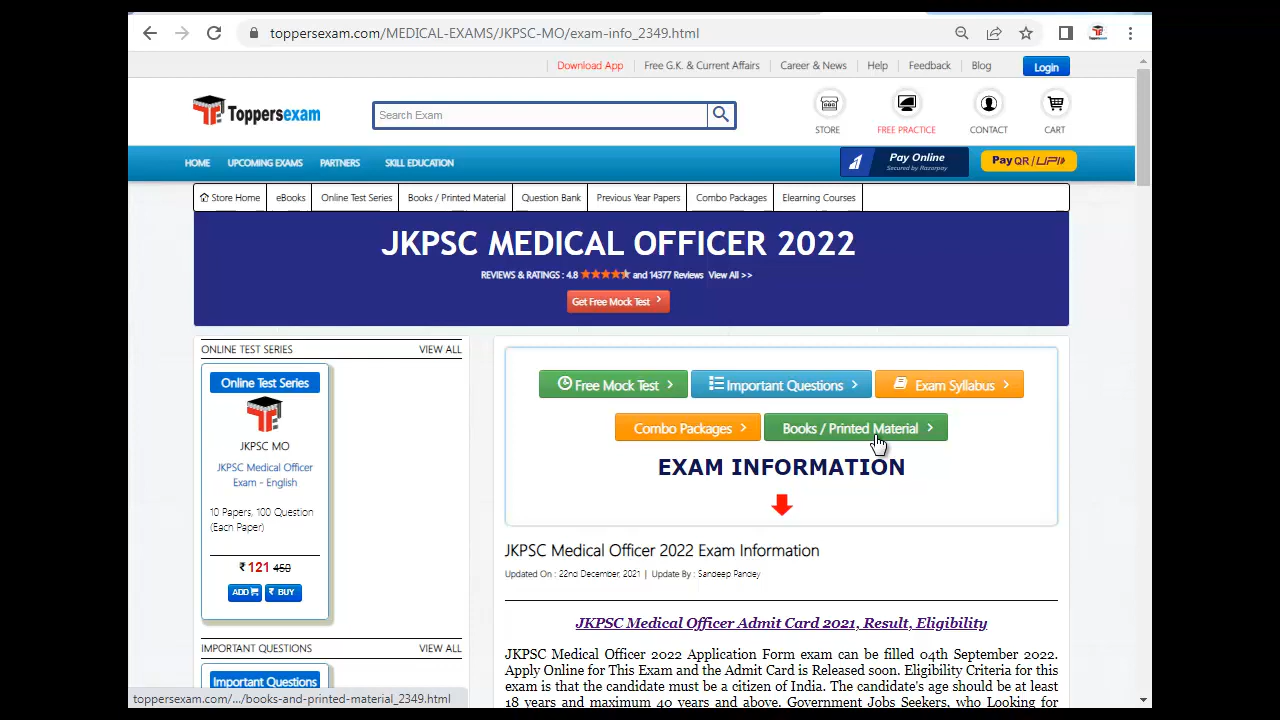 toppersexam.com/MEDICAL-EXAMS/JKPSC-MO/exam-info_2349.html
Download App Free G.K. & Current Affairs Career & News Help Feedback Blog Login
Toppersexam
Search Exam
STORE FREE PRACTICE CONTACT CART
HOME UPCOMING EXAMS PARTNERS SKILL EDUCATION
Pay Online
Secured by Razorpay
Pay QR / UPI
Store Home eBooks Online Test Series Books / Printed Material Question Bank Previous Year Papers Combo Packages Elearning Courses
JKPSC MEDICAL OFFICER 2022
REVIEWS & RATINGS : 4.8 and 14377 Reviews View All >>
Get Free Mock Test
ONLINE TEST SERIES VIEW ALL
Online Test Series
JKPSC MO
JKPSC Medical Officer
Exam - English
10 Papers, 100 Question
(Each Paper)
₹ 121 450
ADD ₹ BUY
IMPORTANT QUESTIONS VIEW ALL
Important Questions
Free Mock Test Important Questions Exam Syllabus
Combo Packages Books / Printed Material
EXAM INFORMATION
JKPSC Medical Officer 2022 Exam Information
Updated On : 22nd December, 2021 | Update By : Sandeep Pandey
JKPSC Medical Officer Admit Card 2021, Result, Eligibility
JKPSC Medical Officer 2022 Application Form exam can be filled 04th September 2022.
Apply Online for This Exam and the Admit Card is Released soon. Eligibility Criteria for this
exam is that the candidate must be a citizen of India. The candidate's age should be at least
18 years and maximum 40 years and above. Government Jobs Seekers, who Looking for
toppersexam.com/.../books-and-printed-material_2349.html